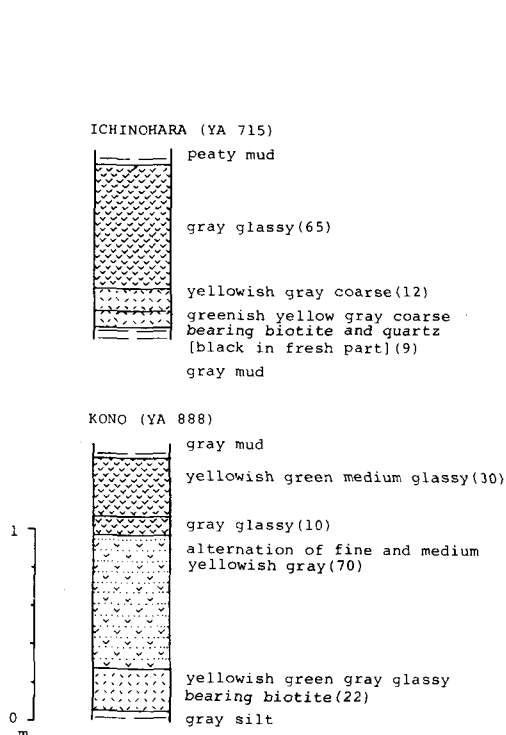 ICHINOHARA (YA 715)
peaty mud
gray glassy(65)
yellowish gray coarse(12)
greenish yellow gray coarse
bearing biotite and quartz
[black in fresh part](9)
gray mud
KONO (YA 888)
gray mud
yellowish green medium glassy(30)
gray glassy(10)
alternation of fine and medium
yellowish gray(70)
yellowish green gray glassy
bearing biotite(22)
gray silt
1
0
m